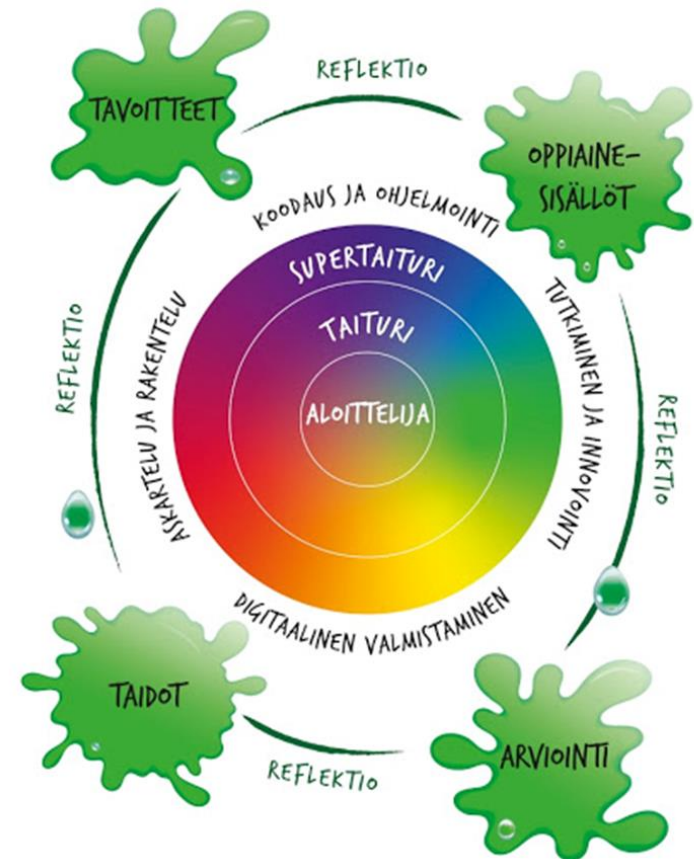 REFLEKTIO
TAVOITTEET
OPPIAINE-
SISÄLLÖT
KOODAUS JA OHJELMOINTI
SUPERTAITURI
TAITURI
ALOITTELIJA
REFLEKTIO
ASKARTELU JA RAKENTELU
TUTKIMINEN JA INNOVOINTI
REFLEKTIO
DIGITAALINEN VALMISTAMINEN
TAIDOT
ARVIOINTI
REFLEKTIO